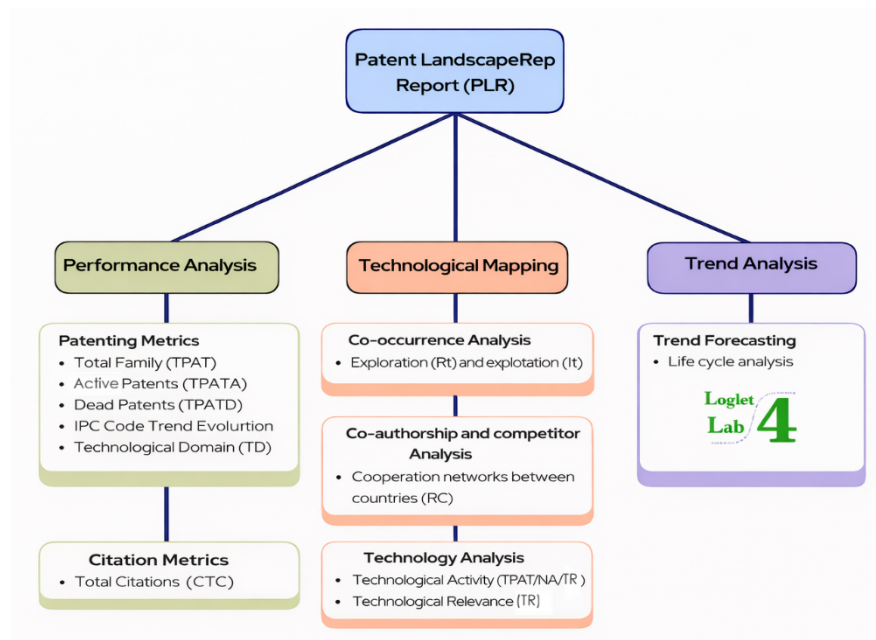 Patent LandscapeRep
Report (PLR)
Performance Analysis
Patenting Metrics
• Total Family (TPAT)
• Active Patents (TPATA)
• Dead Patents (TPATD)
• IPC Code Trend Evolurtion
• Technological Domain (TD)
Citation Metrics
• Total Citations (CTC)
Technological Mapping
Co-occurrence Analysis
• Exploration (Rt) and explotation (It)
Co-authorship and competitor
Analysis
• Cooperation networks between
countries (RC)
Technology Analysis
• Technological Activity (TPAT/NA/TR )
• Technological Relevance (TR)
Trend Analysis
Trend Forecasting
• Life cycle analysis
Loglet
Lab 4